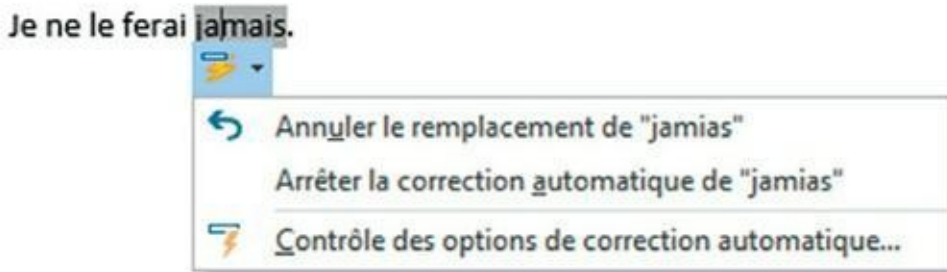 Je ne le ferai jamais.
Annuler le remplacement de "jamias"
Arrêter la correction automatique de "jamias"
Contrôle des options de correction automatique...